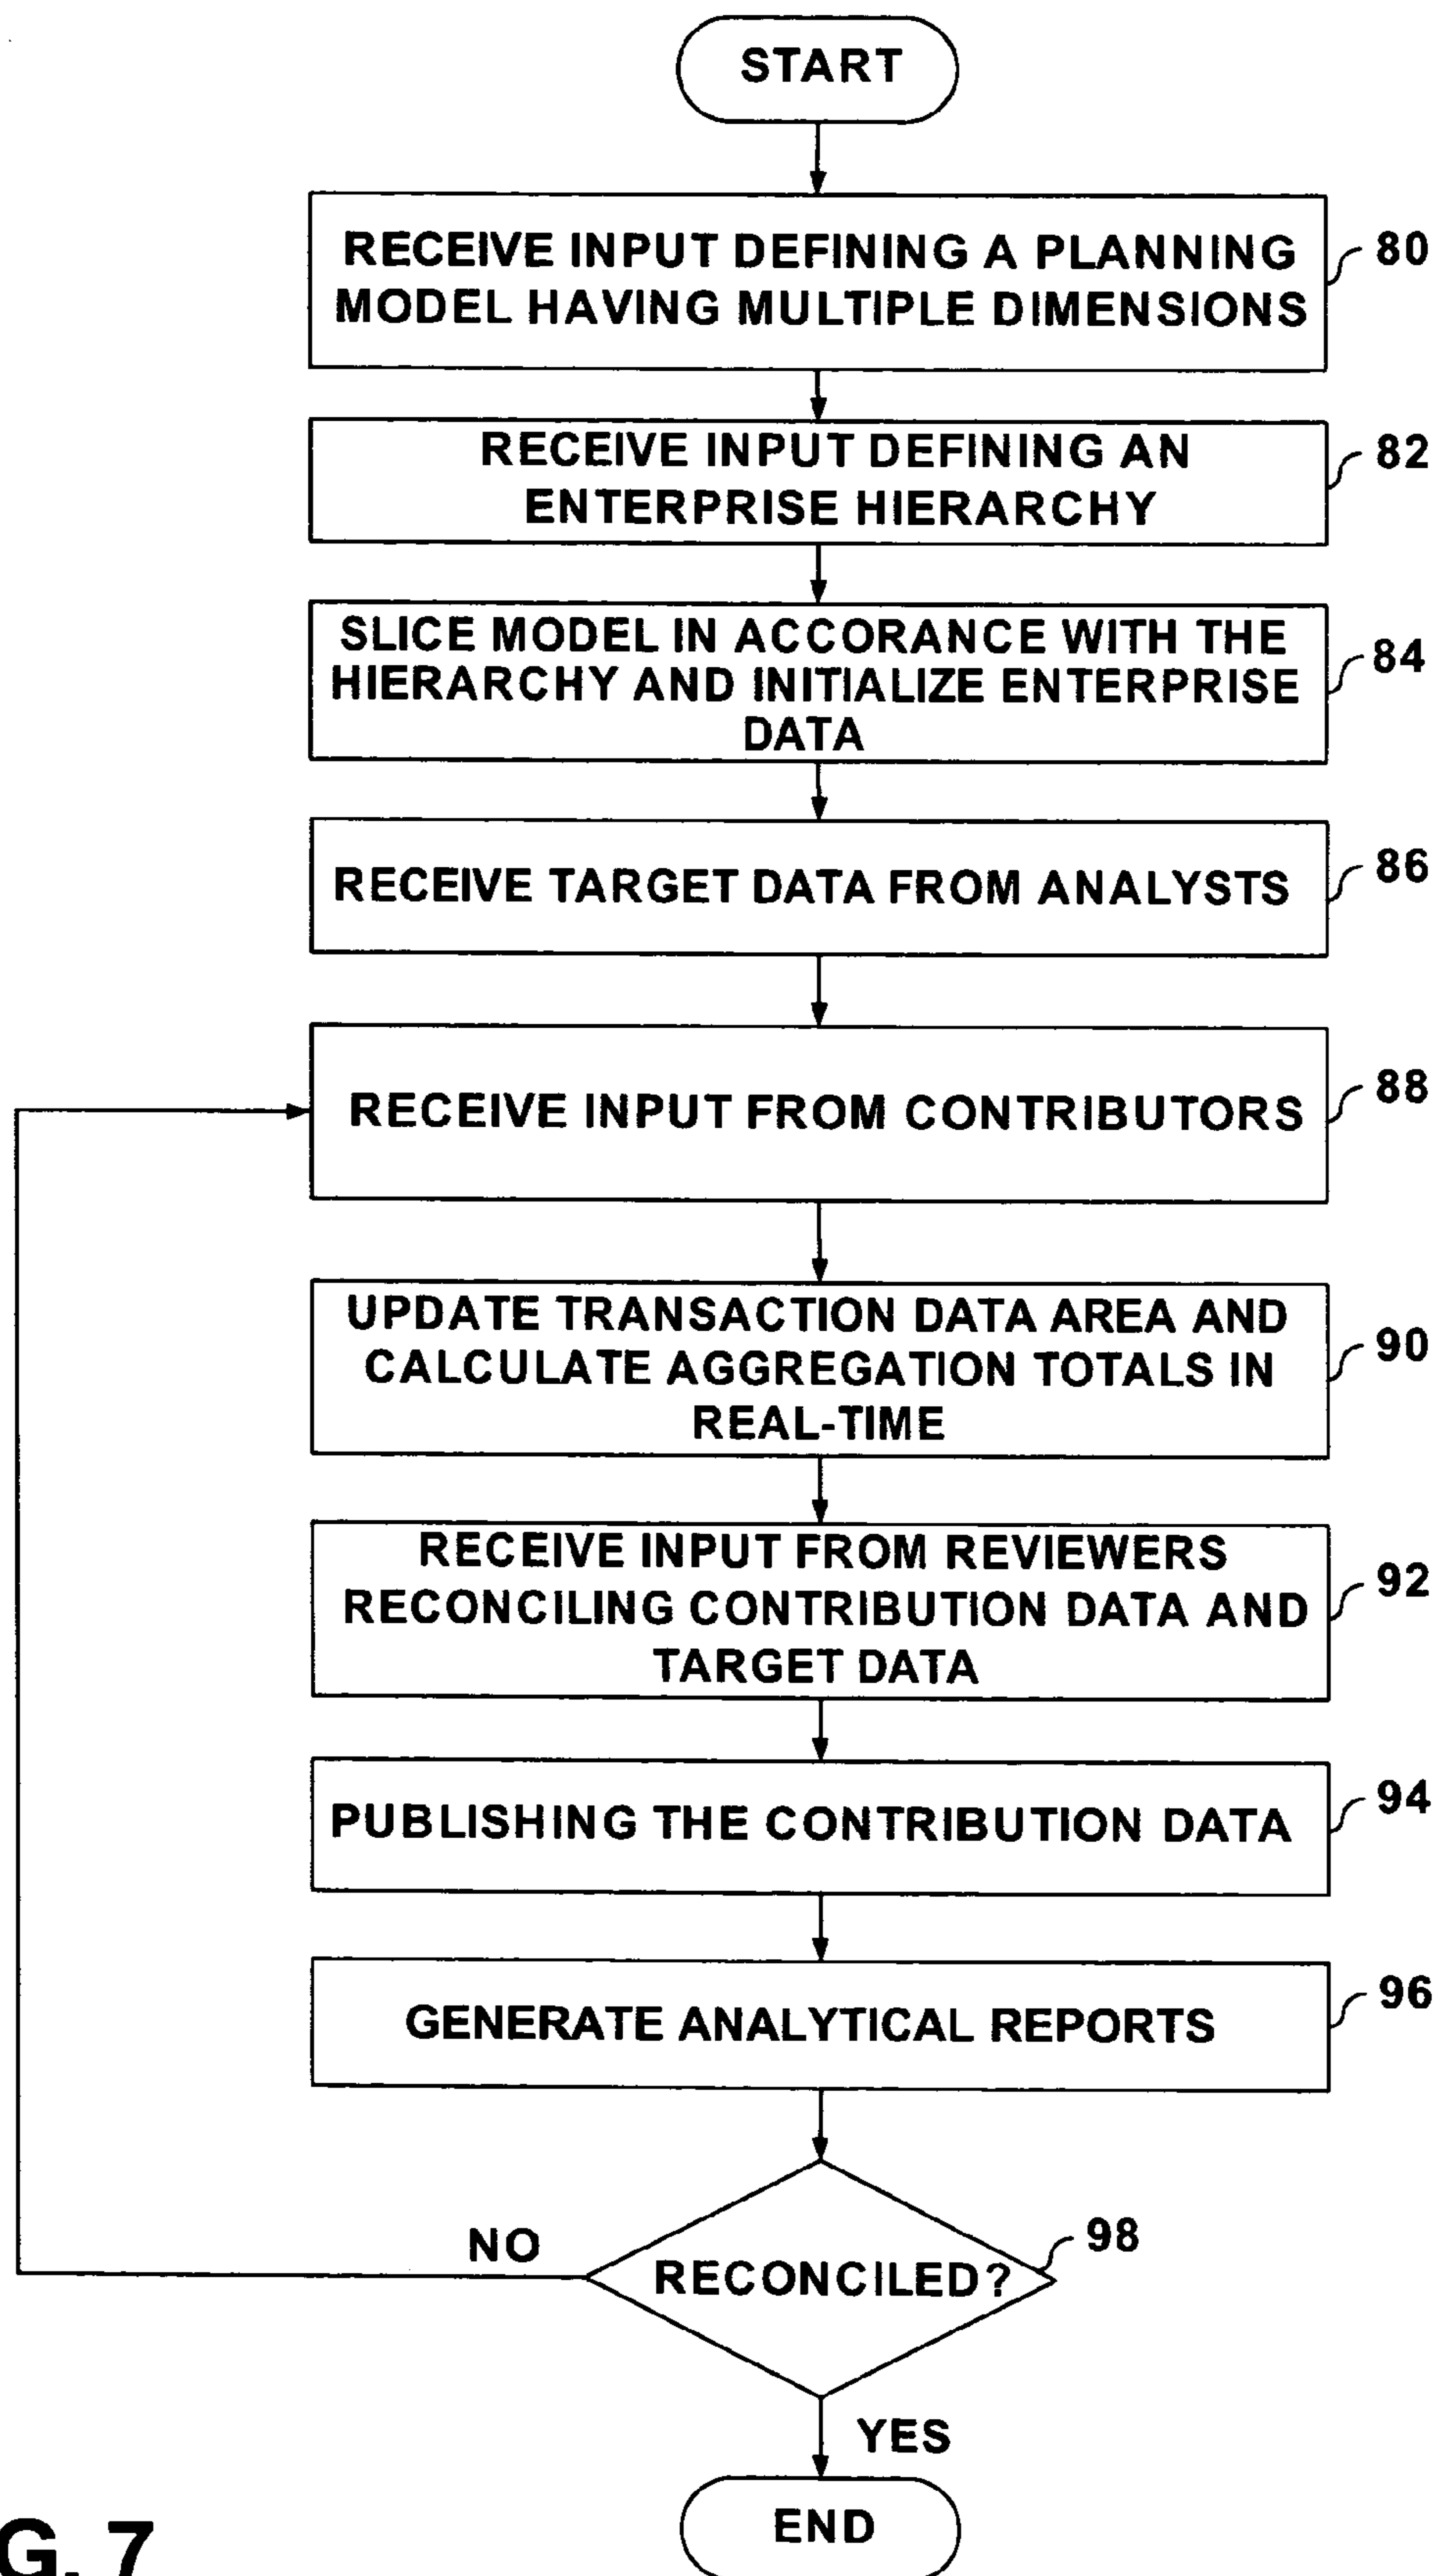 START
RECEIVE INPUT DEFINING A PLANNING
MODEL HAVING MULTIPLE DIMENSIONS
80
RECEIVE INPUT DEFINING AN
ENTERPRISE HIERARCHY
82
SLICE MODEL IN ACCORANCE WITH THE
HIERARCHY AND INITIALIZE ENTERPRISE
DATA
84
RECEIVE TARGET DATA FROM ANALYSTS
86
RECEIVE INPUT FROM CONTRIBUTORS
88
UPDATE TRANSACTION DATA AREA AND
CALCULATE AGGREGATION TOTALS IN
REAL-TIME
90
RECEIVE INPUT FROM REVIEWERS
RECONCILING CONTRIBUTION DATA AND
TARGET DATA
92
PUBLISHING THE CONTRIBUTION DATA
94
GENERATE ANALYTICAL REPORTS
96
RECONCILED?
98
NO
YES
END
G. 7